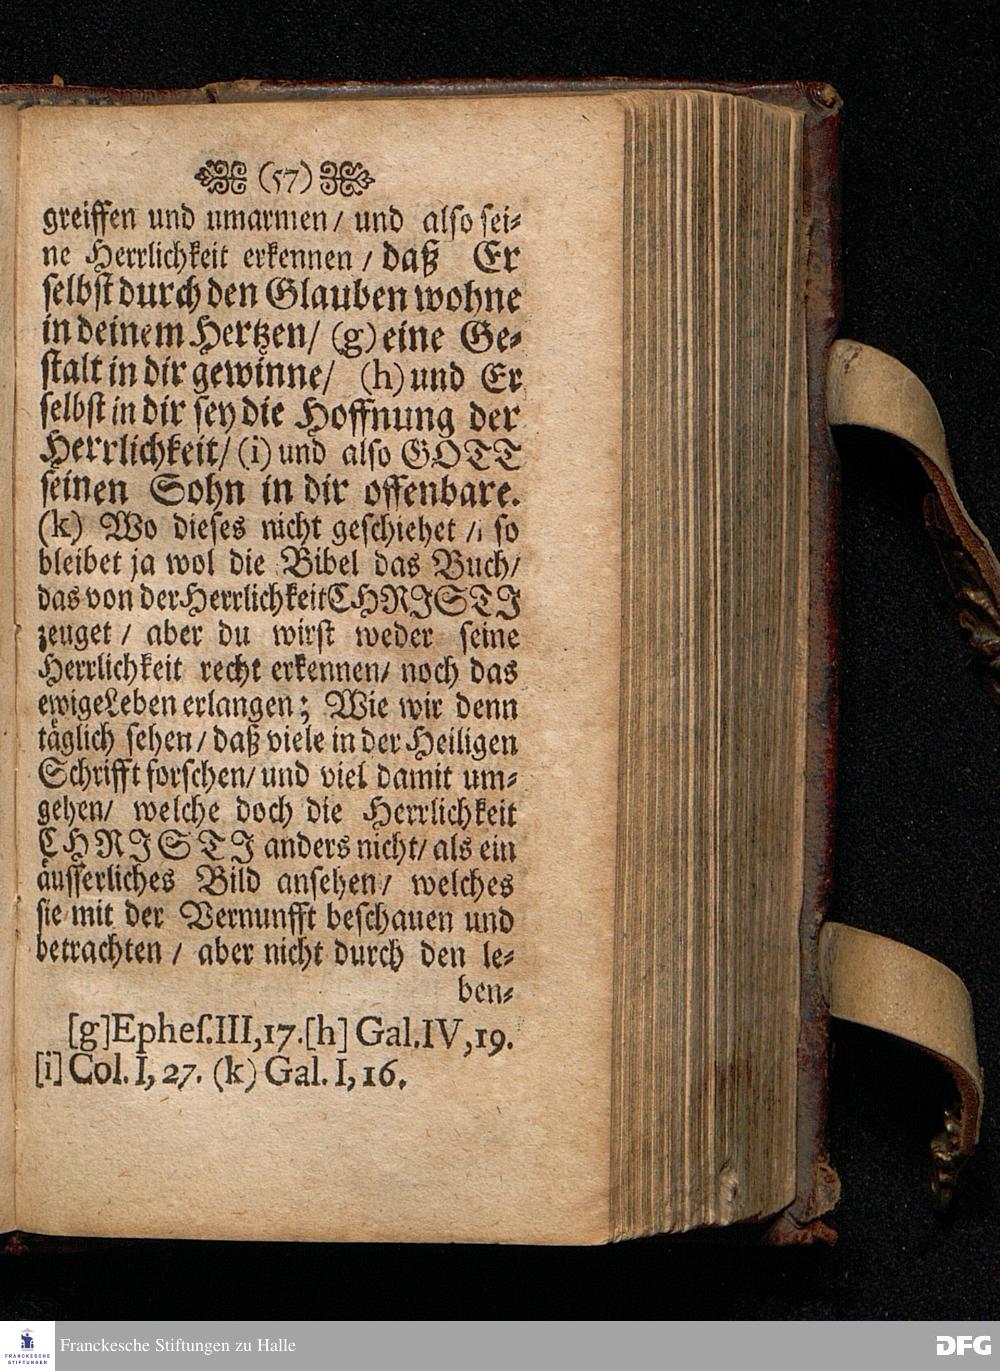 (57)
greiffen und umarmen/ und also sei⸗
ne Herrlichkeit erkennen / daß Er
selbst durch den Glauben wohne
in deinem Hertzen/ (g) eine Ge⸗
stalt in dir gewinne/ (h) und Er
selbst in dir sey die Hoffnung der
Herrlichkeit/ (i) und also GOTT
seinen Sohn in dir offenbare.
(k) Wo dieses nicht geschiehet / so
bleibet ja wol die Bibel das Buch/
das von der Herrlichkeit CHRISTI
zeuget / aber du wirst weder seine
Herrlichkeit recht erkennen/ noch das
ewige Leben erlangen; Wie wir denn
täglich sehen/ daß viele in der Heiligen
Schrifft forschen/ und viel damit um⸗
gehen/ welche doch die Herrlichkeit
CHRISTI anders nicht/ als ein
äusserliches Bild ansehen/ welches
sie mit der Vernunfft beschauen und
betrachten / aber nicht durch den le⸗
ben⸗
[g] Ephes. III, 17. [h] Gal. IV, 19.
[i] Col. I, 27. (k) Gal. I, 16.
FRANCKESCHE
STIFTUNGEN
Franckesche Stiftungen zu Halle
DFG